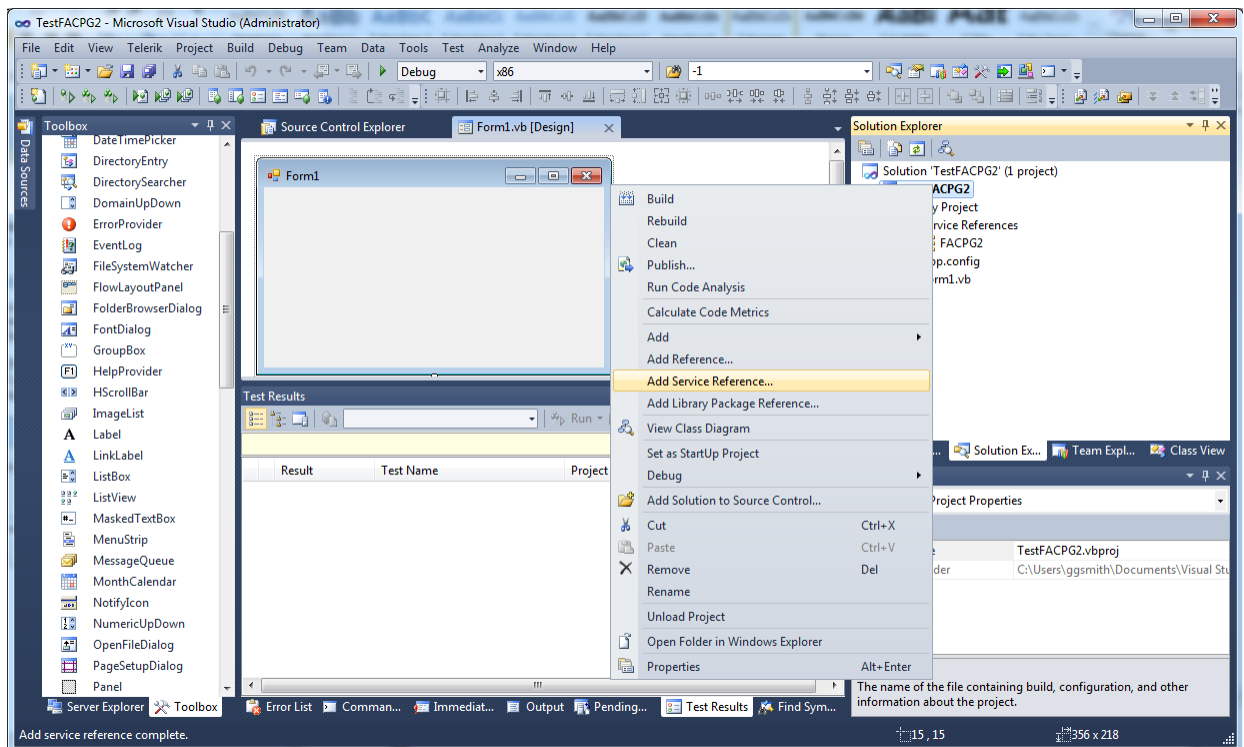 TestFACPG2 - Microsoft Visual Studio (Administrator)
File Edit View Telerik Project Build Debug Team Data Tools Test Analyze Window Help
Debug x86 -1
Data Sources
Toolbox
DateTimePicker
DirectoryEntry
DirectorySearcher
DomainUpDown
ErrorProvider
EventLog
FileSystemWatcher
FlowLayoutPanel
FolderBrowserDialog
FontDialog
GroupBox
HelpProvider
HScrollBar
ImageList
Label
LinkLabel
ListBox
ListView
MaskedTextBox
MenuStrip
MessageQueue
MonthCalendar
NotifyIcon
NumericUpDown
OpenFileDialog
PageSetupDialog
Panel
Server Explorer Toolbox
Source Control Explorer Form1.vb [Design]
Form1
Test Results
Run
Result Test Name Project
Error List Comman... Immediat... Output Pending... Test Results Find Sym...
Build
Rebuild
Clean
Publish...
Run Code Analysis
Calculate Code Metrics
Add
Add Reference...
Add Service Reference...
Add Library Package Reference...
View Class Diagram
Set as StartUp Project
Debug
Add Solution to Source Control...
Cut Ctrl+X
Paste Ctrl+V
Remove Del
Rename
Unload Project
Open Folder in Windows Explorer
Properties Alt+Enter
Solution Explorer
Solution 'TestFACPG2' (1 project)
ACPG2
y Project
rvice References
FACPG2
pp.config
rm1.vb
... Solution Ex... Team Expl... Class View
Project Properties
e TestFACPG2.vbproj
der C:\Users\ggsmith\Documents\Visual Stu
The name of the file containing build, configuration, and other
information about the project.
Add service reference complete. 15 , 15 356 x 218